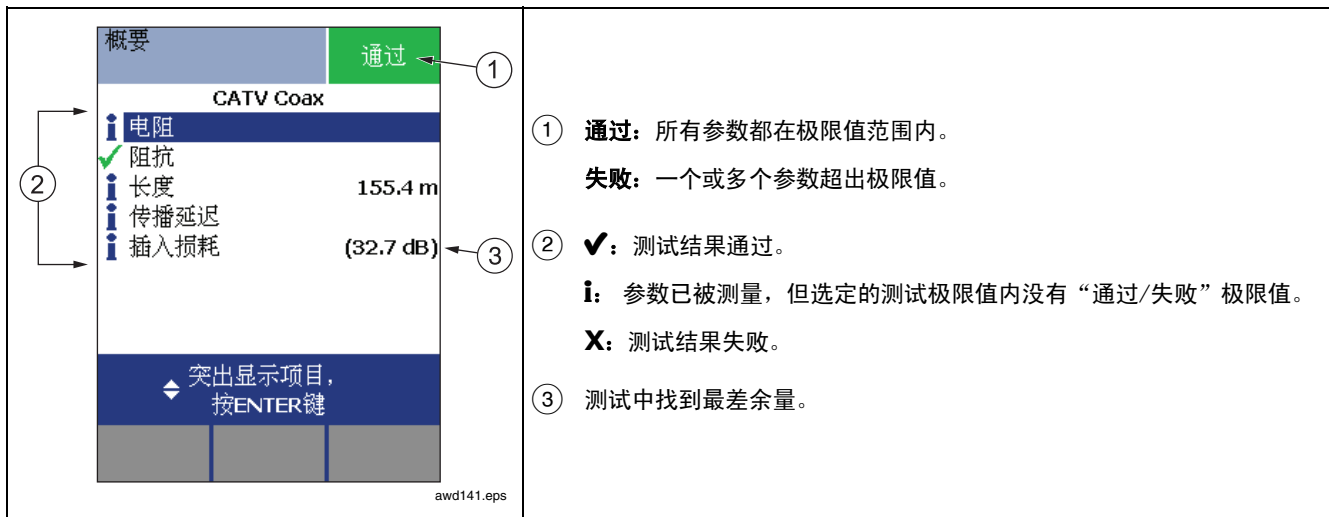 概要
通过
①
CATV Coax
②
i 电阻
✓ 阻抗
i 长度 155.4 m
i 传播延迟
i 插入损耗 (32.7 dB)
③
突出显示项目,
按ENTER键
awd141.eps
① 通过：所有参数都在极限值范围内。
失败：一个或多个参数超出极限值。
② ✔：测试结果通过。
i：参数已被测量，但选定的测试极限值内没有“通过/失败”极限值。
X：测试结果失败。
③ 测试中找到最差余量。